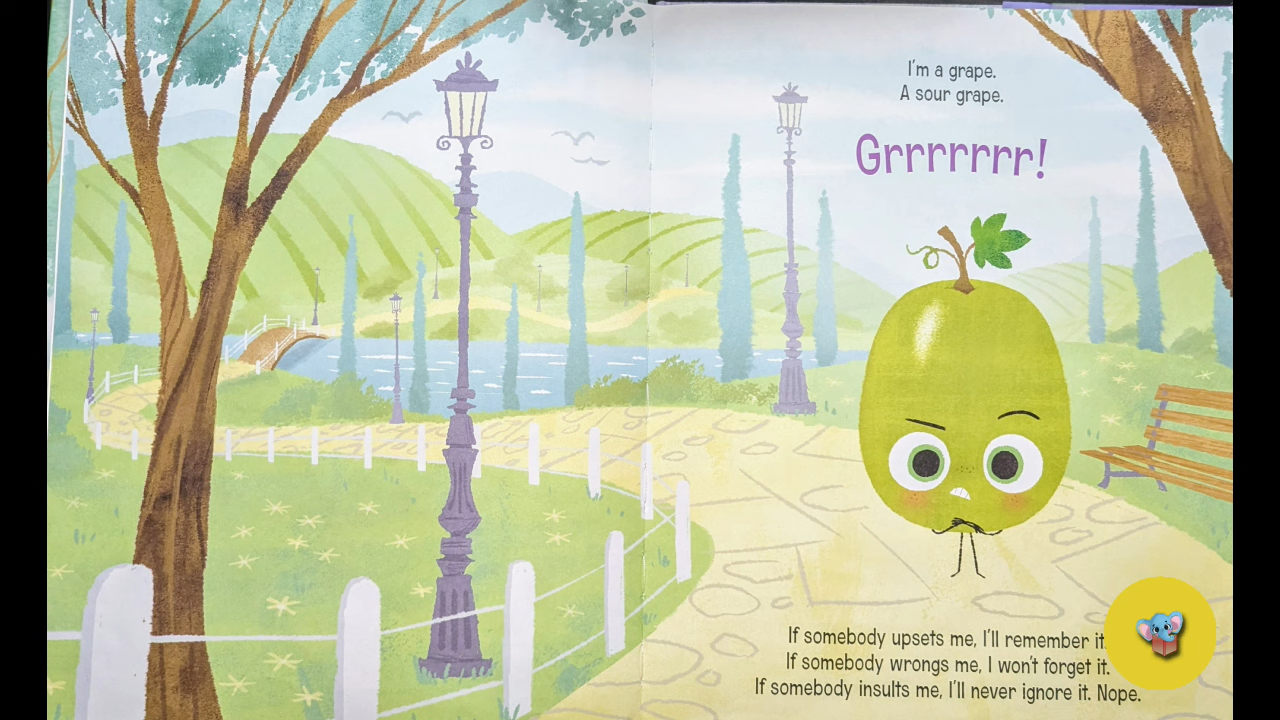 I'm a grape.
A sour grape.
Grrrrrrr!
If somebody upsets me, I'll remember it.
If somebody wrongs me, I won't forget it.
If somebody insults me, I'll never ignore it. Nope.